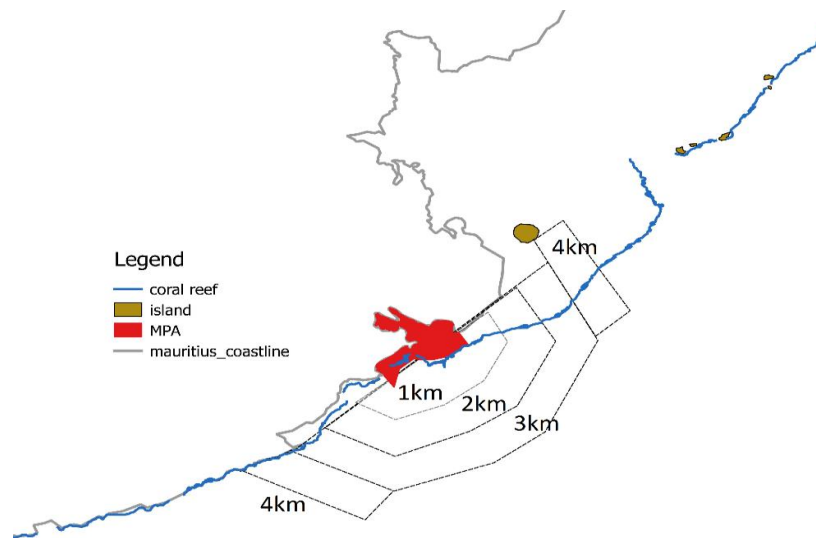 4km
Legend
coral reef
island
MPA
mauritius_coastline
1km
2km
3km
4km